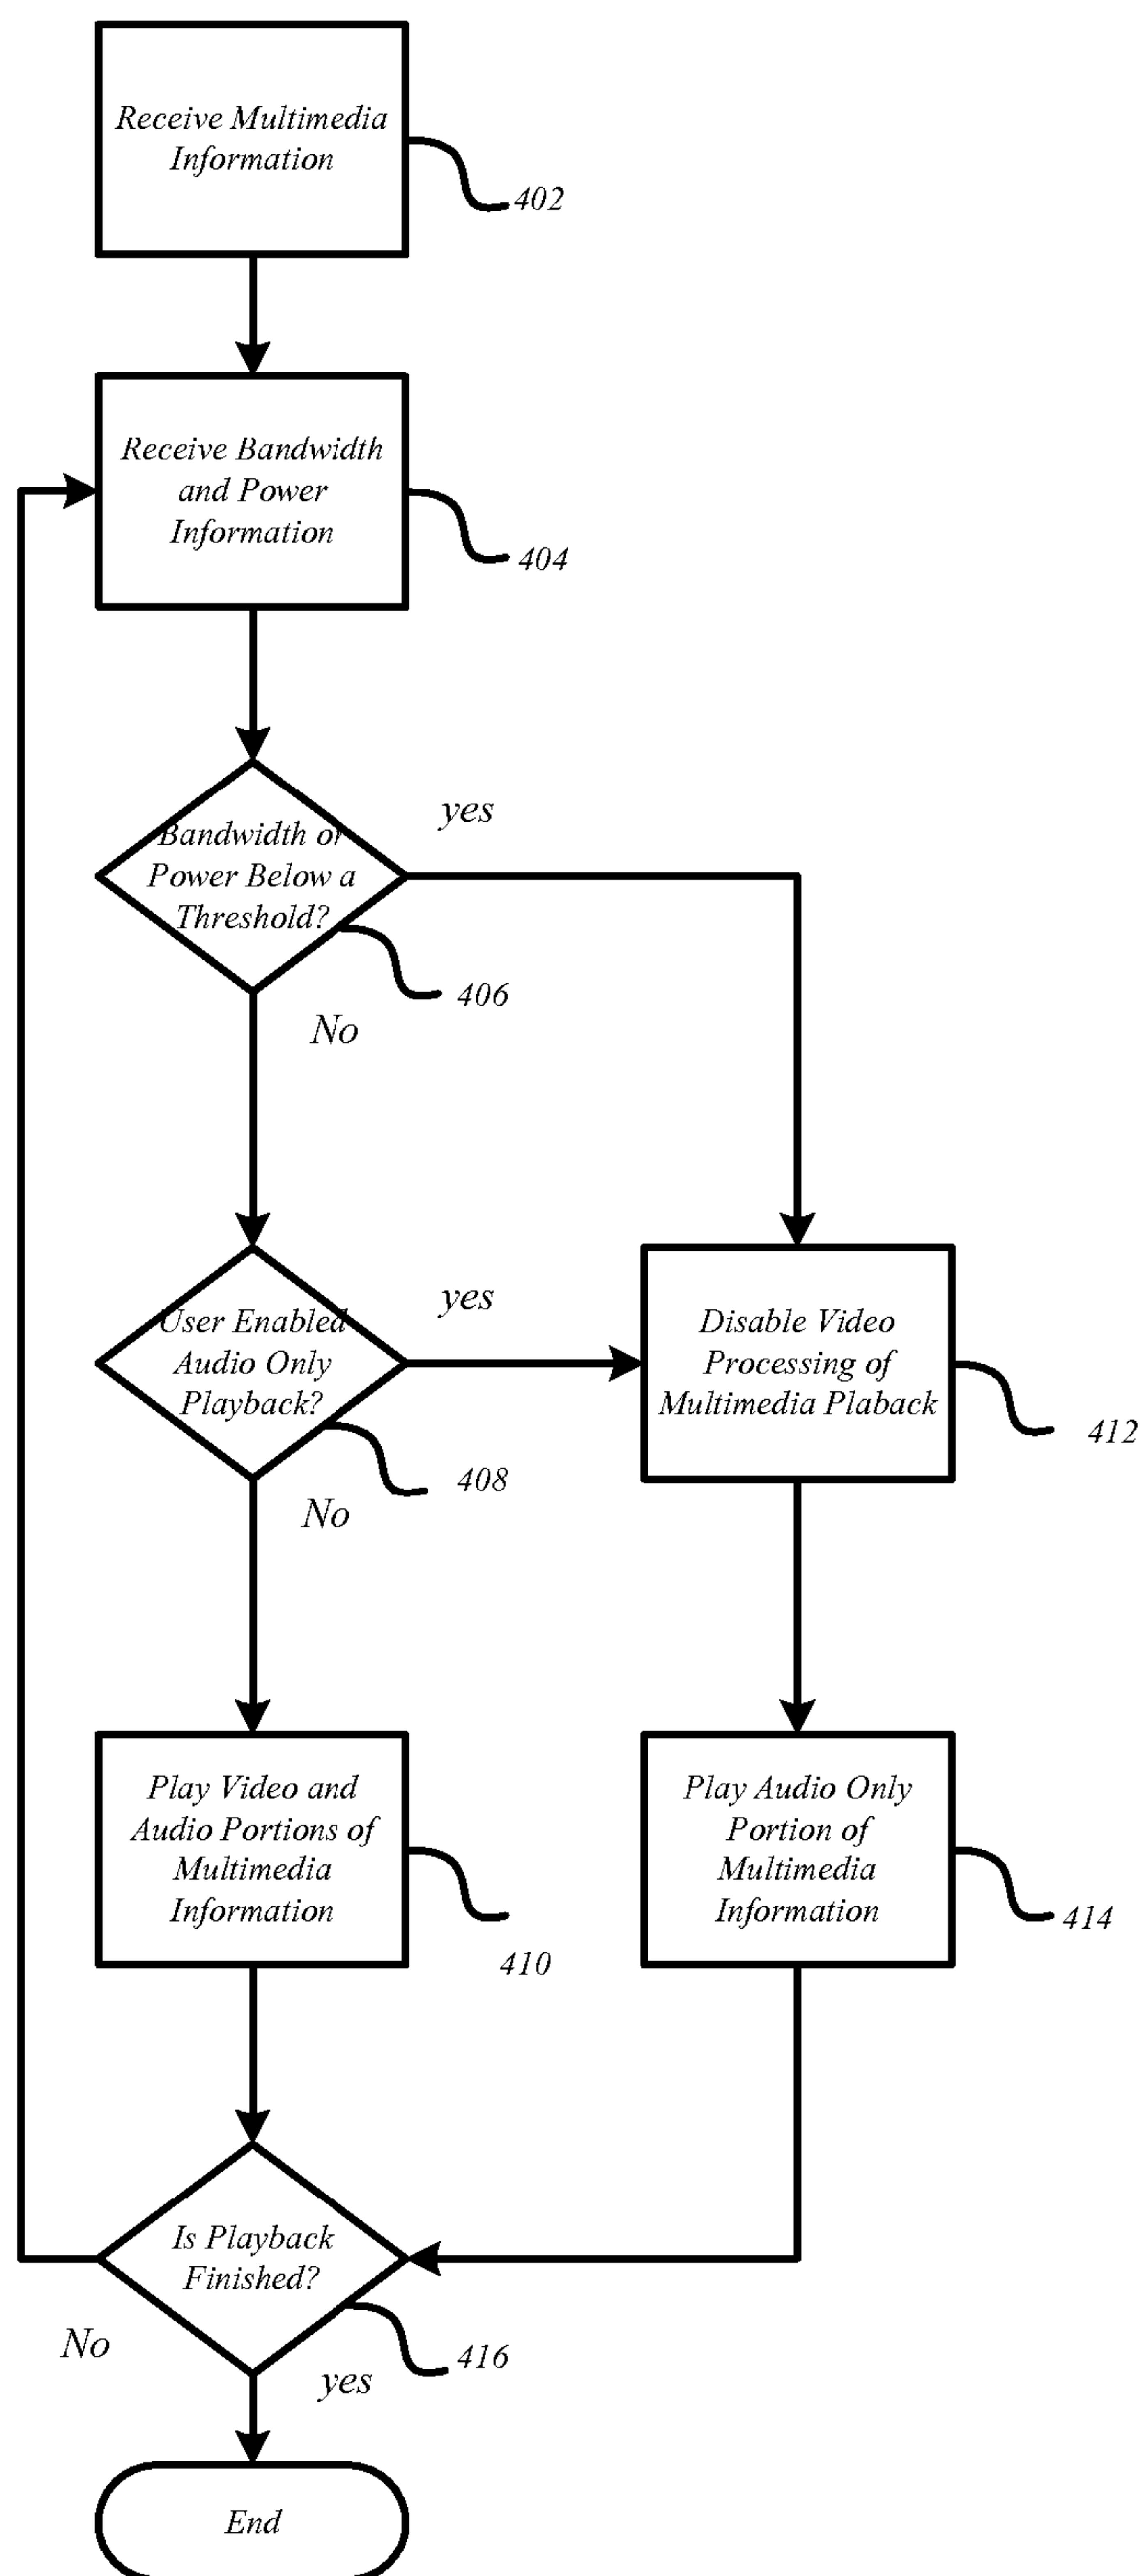 Receive Multimedia
Information
402
Receive Bandwidth
and Power
Information
404
Bandwidth or
Power Below a
Threshold?
yes
406
No
User Enabled
Audio Only
Playback?
yes
408
No
Disable Video
Processing of
Multimedia Plaback
412
Play Video and
Audio Portions of
Multimedia
Information
410
Play Audio Only
Portion of
Multimedia
Information
414
Is Playback
Finished?
No
416
yes
End